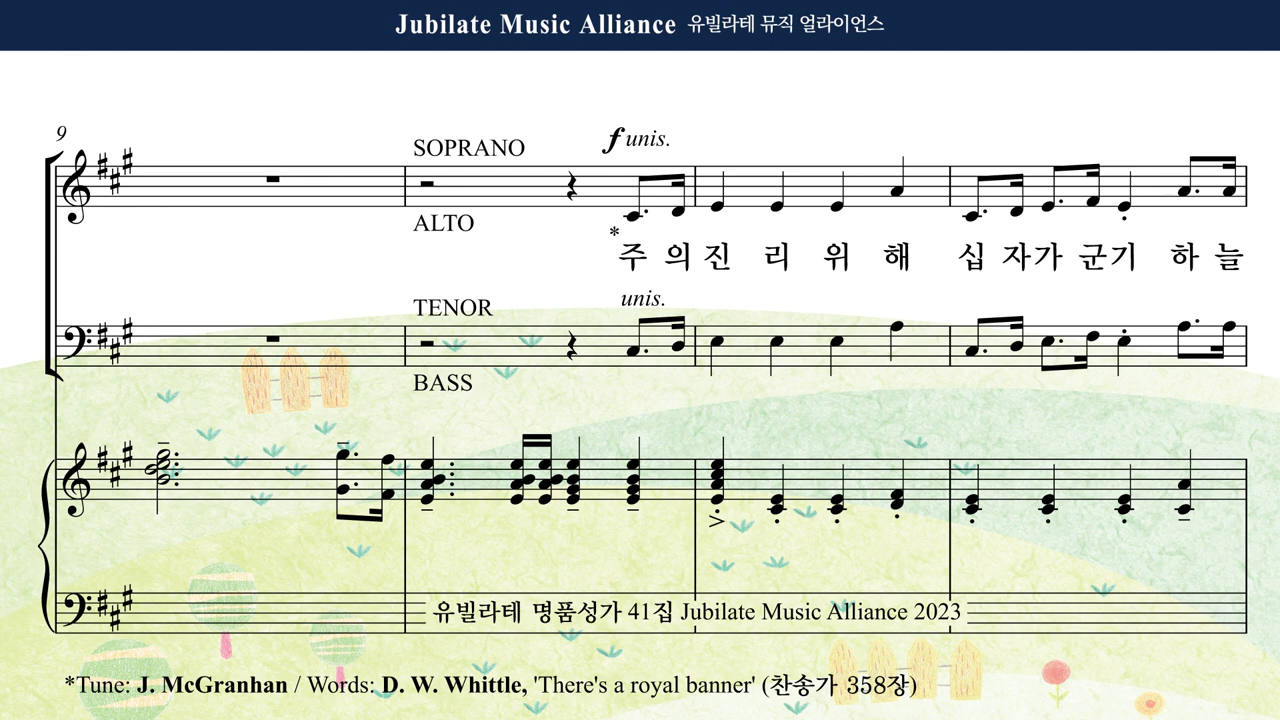 Jubilate Music Alliance 유빌라테 뮤직 얼라이언스
9
SOPRANO
f unis.
ALTO
*
주 의 진 리 위 해 십 자가 군기 하 늘
TENOR
unis.
BASS
유빌라테 명품성가 41집 Jubilate Music Alliance 2023
*Tune: J. McGranhan / Words: D. W. Whittle, 'There's a royal banner' (찬송가 358장)